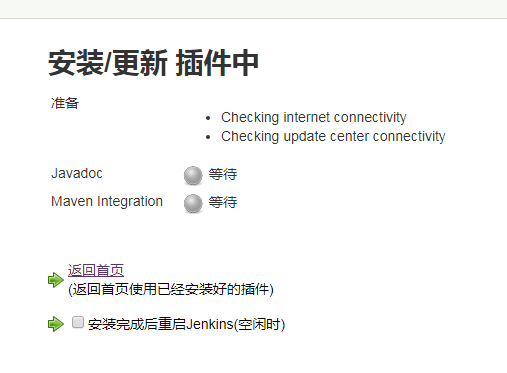 安装/更新 插件中
准备
Checking internet connectivity
Checking update center connectivity
Javadoc 等待
Maven Integration 等待
返回首页
(返回首页使用已经安装好的插件)
安装完成后重启Jenkins(空闲时)